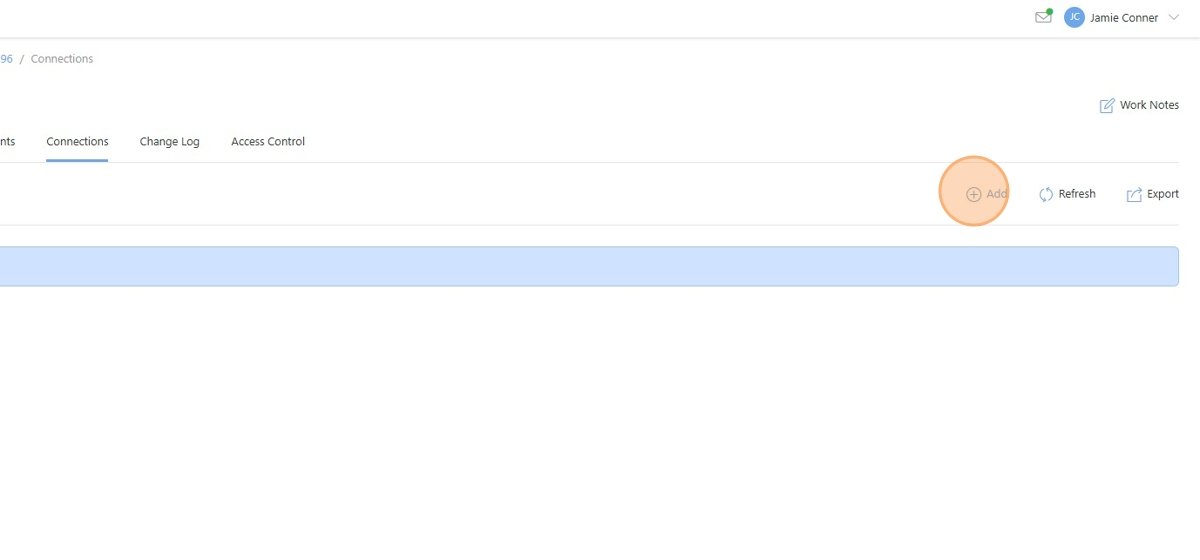 JC Jamie Conner
96 / Connections
Work Notes
nts Connections Change Log Access Control
Add Refresh Export